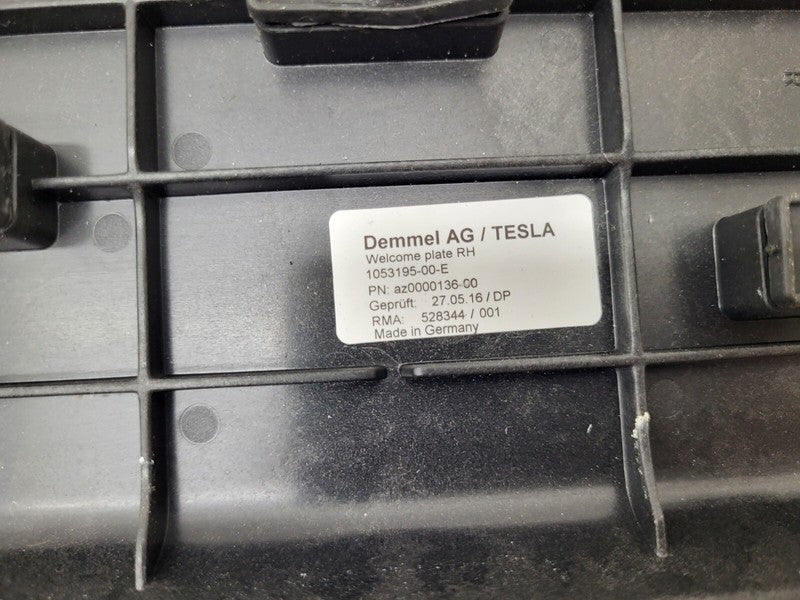 Demmel AG / TESLA
Welcome plate RH
1053195-00-E
PN: az0000136-00
Geprüft: 27.05.16 / DP
RMA: 528344 / 001
Made in Germany
R